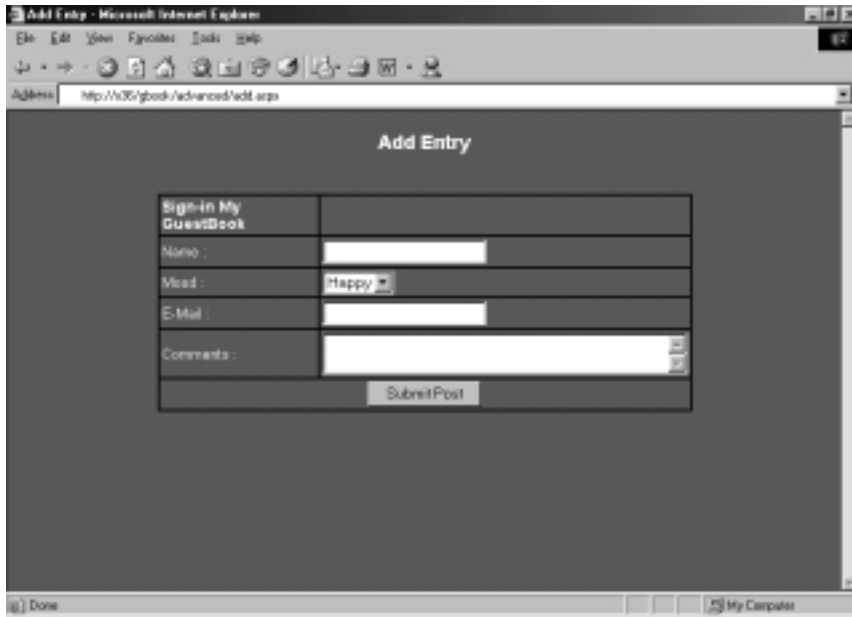 Add Entry - Microsoft Internet Explorer
File Edit View Favorites Tools Help
Address http://s36/gbook/advanced/add.aspx
Add Entry
Sign-in My
GuestBook
Name :
Mood :
Happy
E-Mail :
Comments :
Submit Post
Done
My Computer